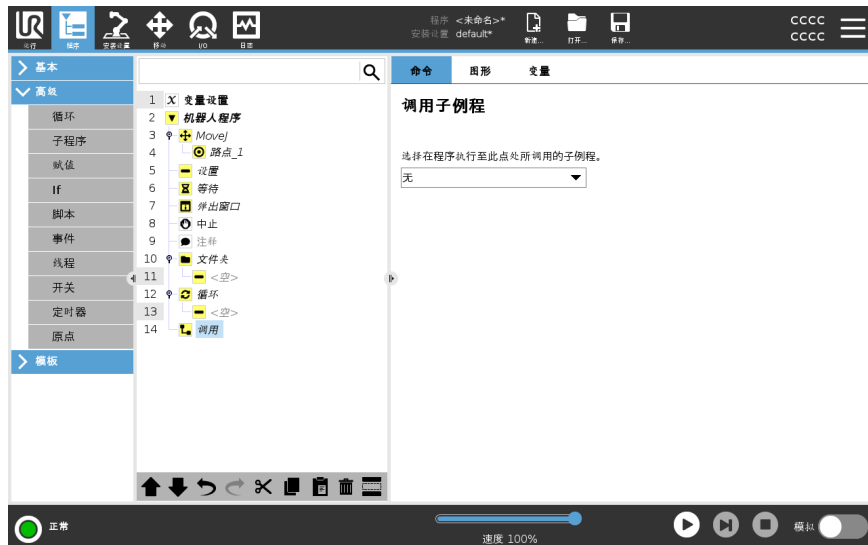 UR
运行
程序
安装设置
移动
I/O
日志
程序 <未命名>*
安装设置 default*
新建...
打开...
保存...
CCCC
CCCC
基本
高级
循环
子程序
赋值
If
脚本
事件
线程
开关
定时器
原点
模板
1 X 变量设置
2 机器人程序
3 MoveJ
4 路点_1
5 设置
6 等待
7 弹出窗口
8 中止
9 注释
10 文件夹
11 <空>
12 循环
13 <空>
14 调用
命令 图形 变量
调用子例程
选择在程序执行至此点处所调用的子例程。
无
正常
速度 100%
模拟